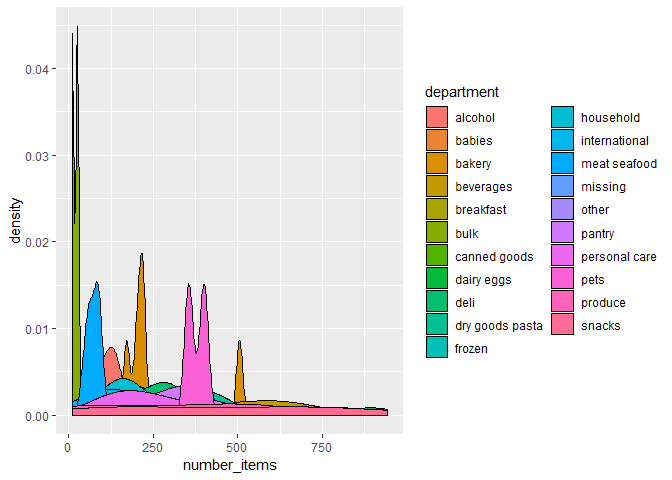 0.04
0.03
0.02
0.01
0.00
density
0
250
500
750
number_items
department
alcohol
babies
bakery
beverages
breakfast
bulk
canned goods
dairy eggs
deli
dry goods pasta
frozen
household
international
meat seafood
missing
other
pantry
personal care
pets
produce
snacks